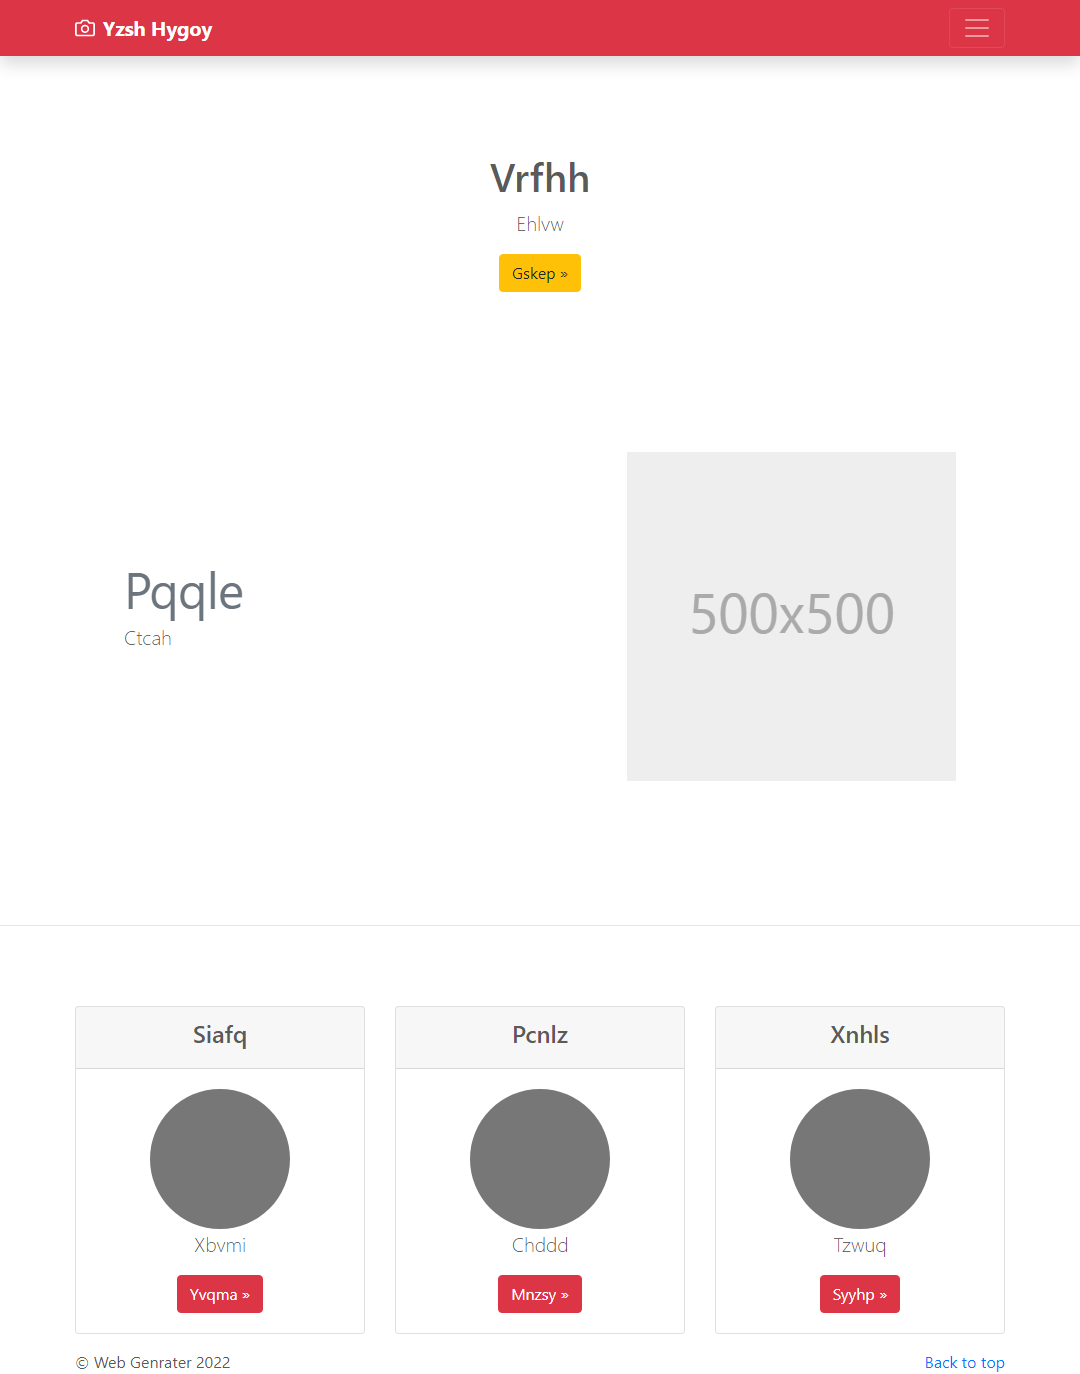 Yzsh Hygoy
Vrfhh
Ehlvw
Gskep »
Pqqle
Ctcah
500x500
Siafq
Pcnlz
Xnhls
Xbvmi
Chddd
Tzwuq
Yvqma »
Mnzsy »
Syyhp »
© Web Genrater 2022
Back to top